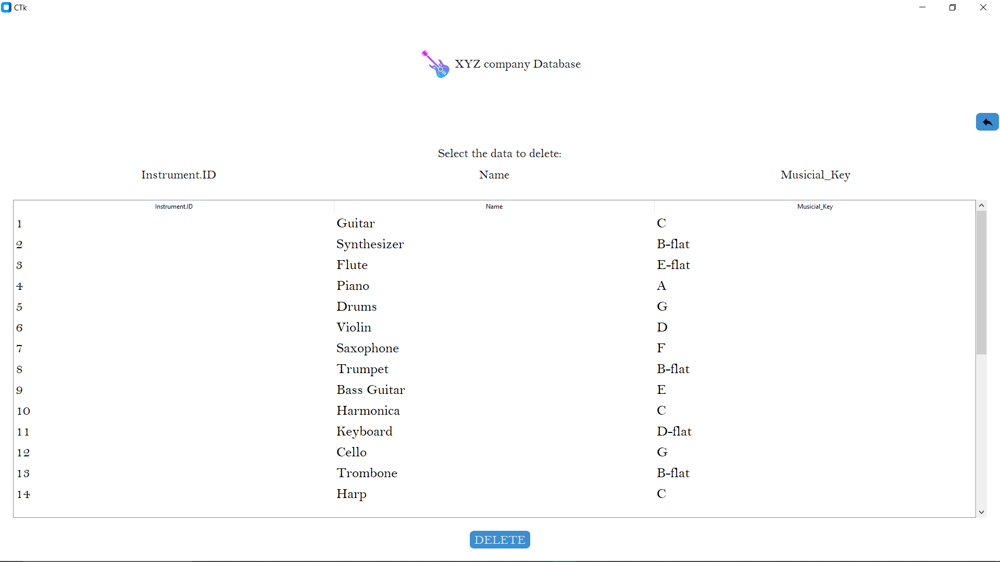 CTk
XYZ company Database
Select the data to delete:
Instrument.ID Name Musicial_Key
Instrument.ID Name Musicial_Key
1 Guitar C
2 Synthesizer B-flat
3 Flute E-flat
4 Piano A
5 Drums G
6 Violin D
7 Saxophone F
8 Trumpet B-flat
9 Bass Guitar E
10 Harmonica C
11 Keyboard D-flat
12 Cello G
13 Trombone B-flat
14 Harp C
DELETE